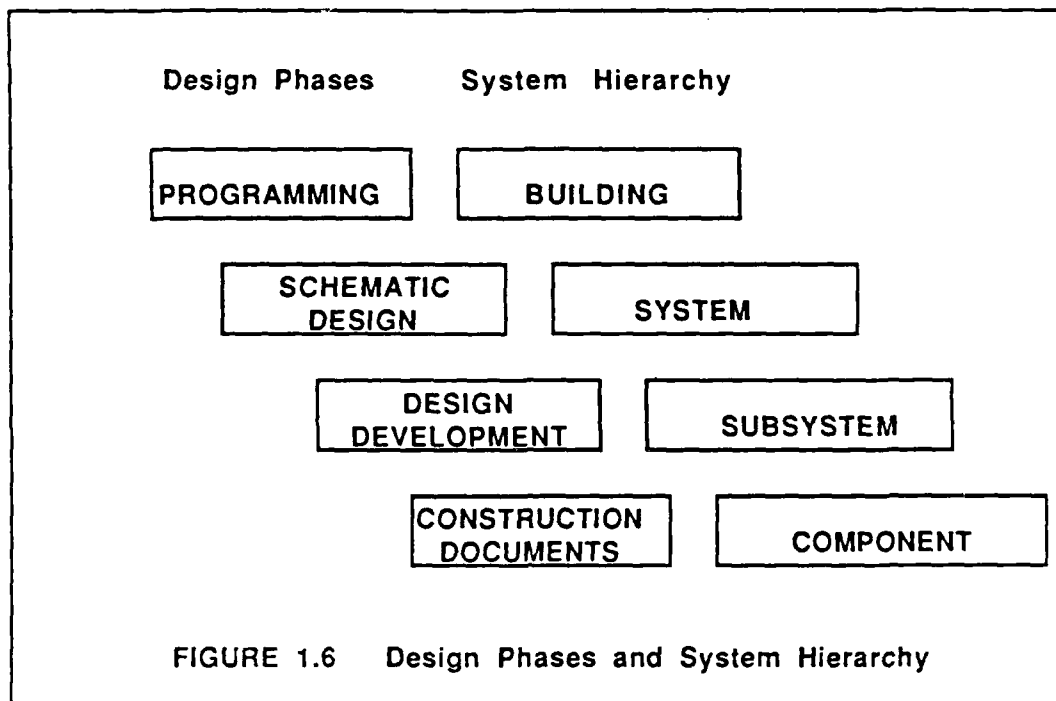 Design Phases System Hierarchy
PROGRAMMING BUILDING
SCHEMATIC
DESIGN
SYSTEM
DESIGN
DEVELOPMENT
SUBSYSTEM
CONSTRUCTION
DOCUMENTS
COMPONENT
FIGURE 1.6 Design Phases and System Hierarchy